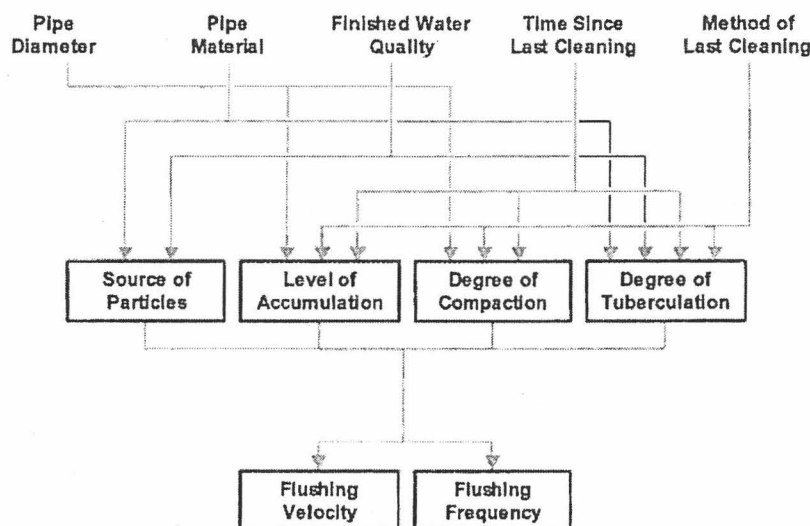 Pipe
Diameter
Pipe
Material
Finished Water
Quality
Time Since
Last Cleaning
Method of
Last Cleaning
Source of
Particles
Level of
Accumulation
Degree of
Compaction
Degree of
Tuberculation
Flushing
Velocity
Flushing
Frequency